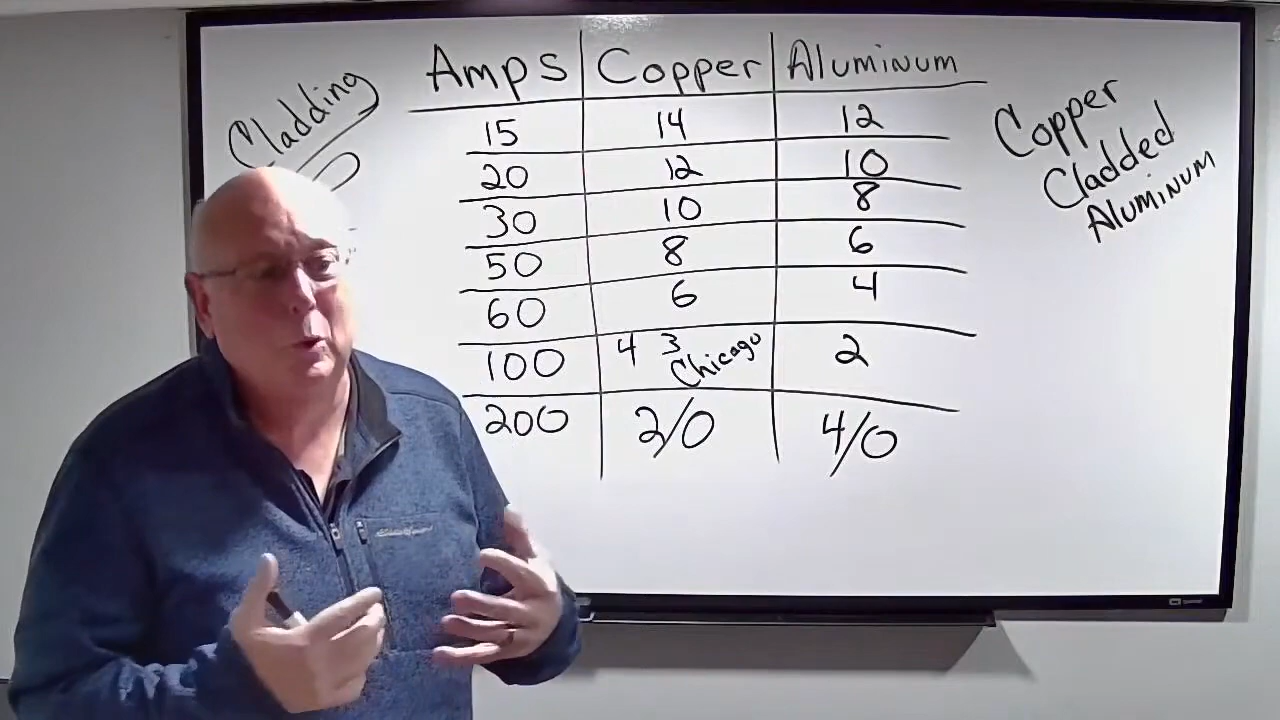 Cladding
Amps Copper Aluminum
15 14 12
20 12 10
30 10 8
50 8 6
60 6 4
100 4 3 Chicago 2
200 2/0 4/0
Copper
Cladded
Aluminum